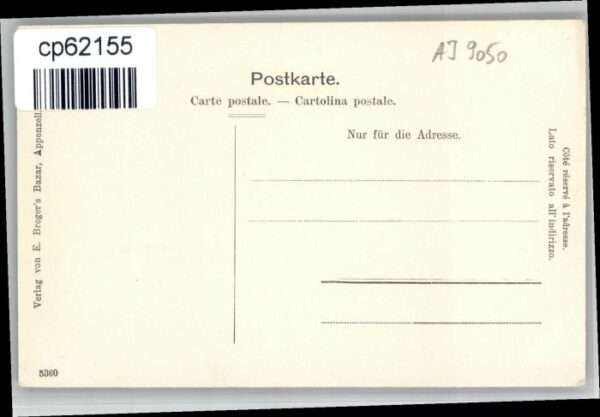 cp62155
AJ 9050
Postkarte.
Carte postale. — Cartolina postale.
Nur für die Adresse.
Côté réservé à l'adresse.
Lato riservato all'indirizzo.
Verlag von E. Breger's Bazar, Appenzell
5360